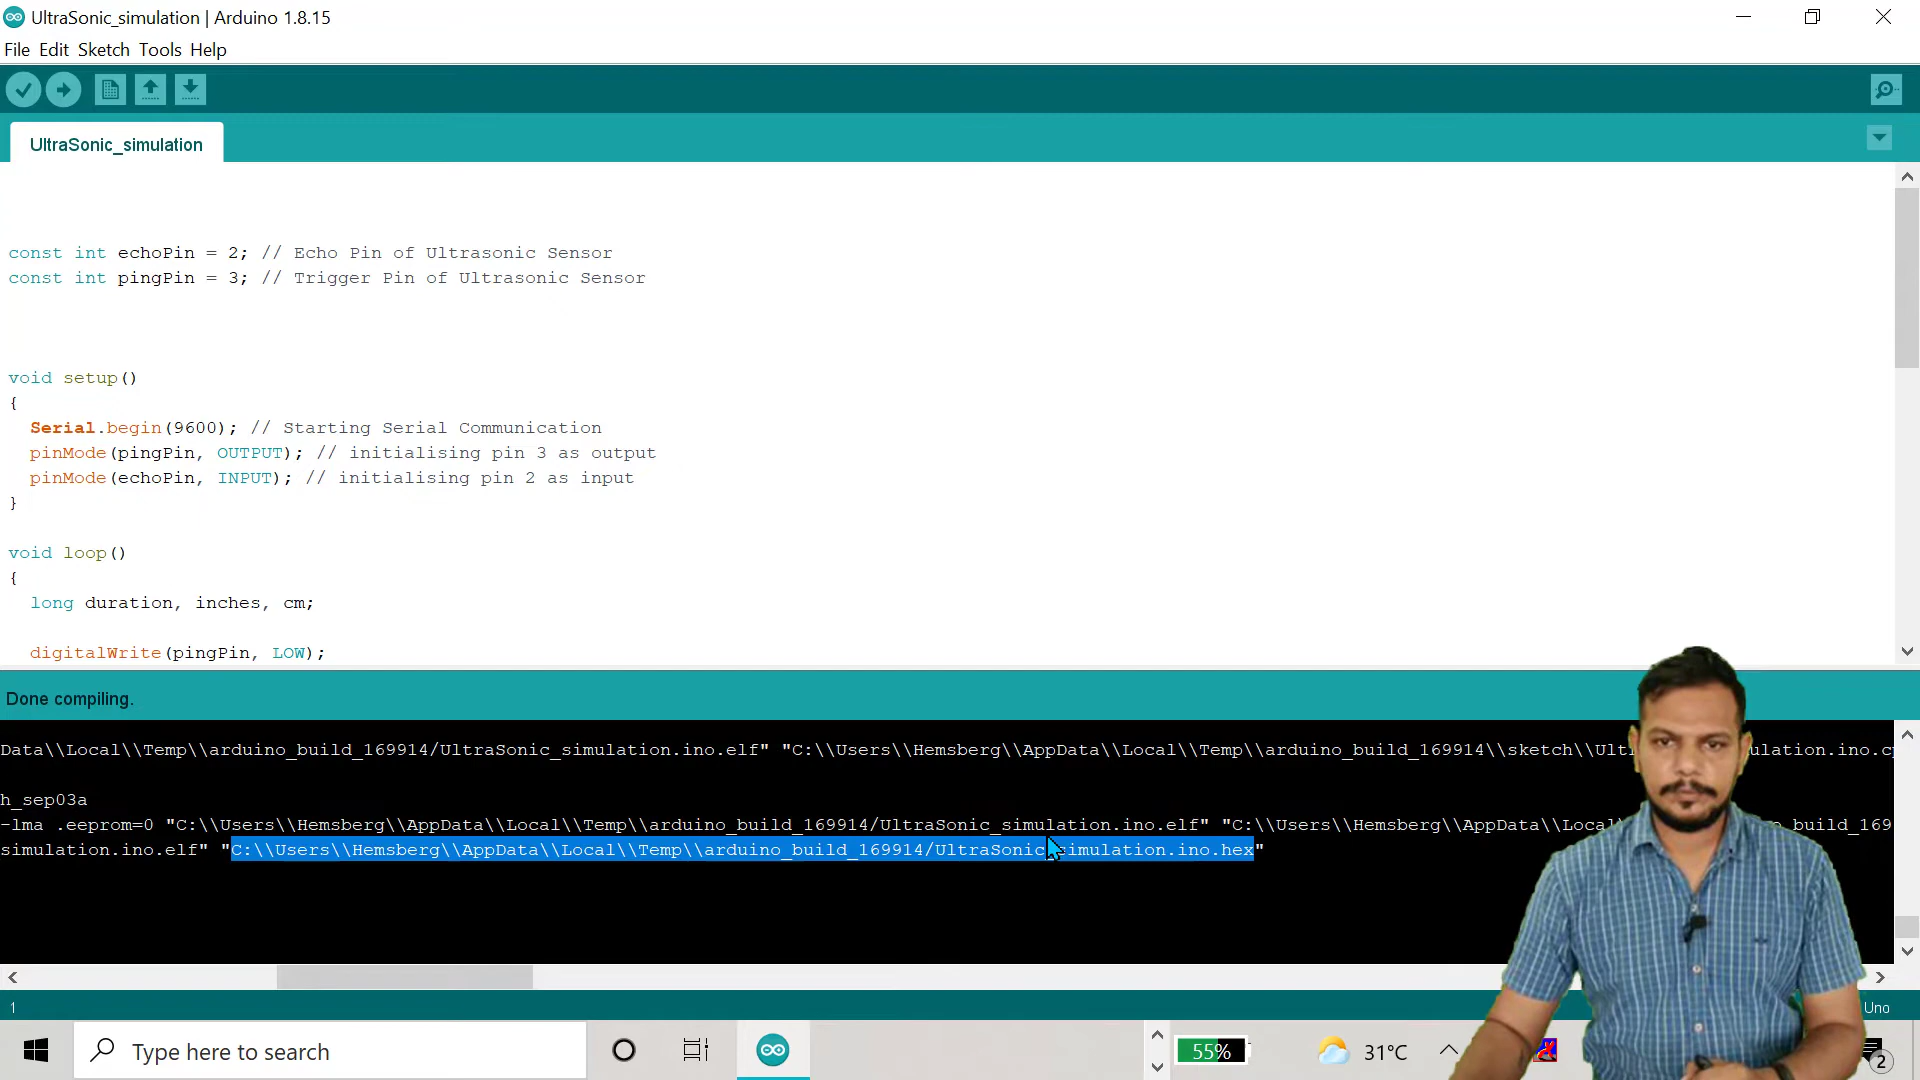 UltraSonic_simulation | Arduino 1.8.15
File Edit Sketch Tools Help
UltraSonic_simulation
const int echoPin = 2; // Echo Pin of Ultrasonic Sensor
const int pingPin = 3; // Trigger Pin of Ultrasonic Sensor
void setup()
{
Serial.begin(9600); // Starting Serial Communication
pinMode(pingPin, OUTPUT); // initialising pin 3 as output
pinMode(echoPin, INPUT); // initialising pin 2 as input
}
void loop()
{
long duration, inches, cm;
digitalWrite(pingPin, LOW);
Done compiling.
Data\\Local\\Temp\\arduino_build_169914/UltraSonic_simulation.ino.elf" "C:\\Users\\Hemsberg\\AppData\\Local\\Temp\\arduino_build_169914\\sketch\\Ult ulation.ino.cp
h_sep03a
-lma .eeprom=0 "C:\\Users\\Hemsberg\\AppData\\Local\\Temp\\arduino_build_169914/UltraSonic_simulation.ino.elf" "C:\\Users\\Hemsberg\\AppData\\Loca _build_169
simulation.ino.elf" "C:\\Users\\Hemsberg\\AppData\\Local\\Temp\\arduino_build_169914/UltraSonic_simulation.ino.hex"
1
Uno
Type here to search
55%
31°C
2